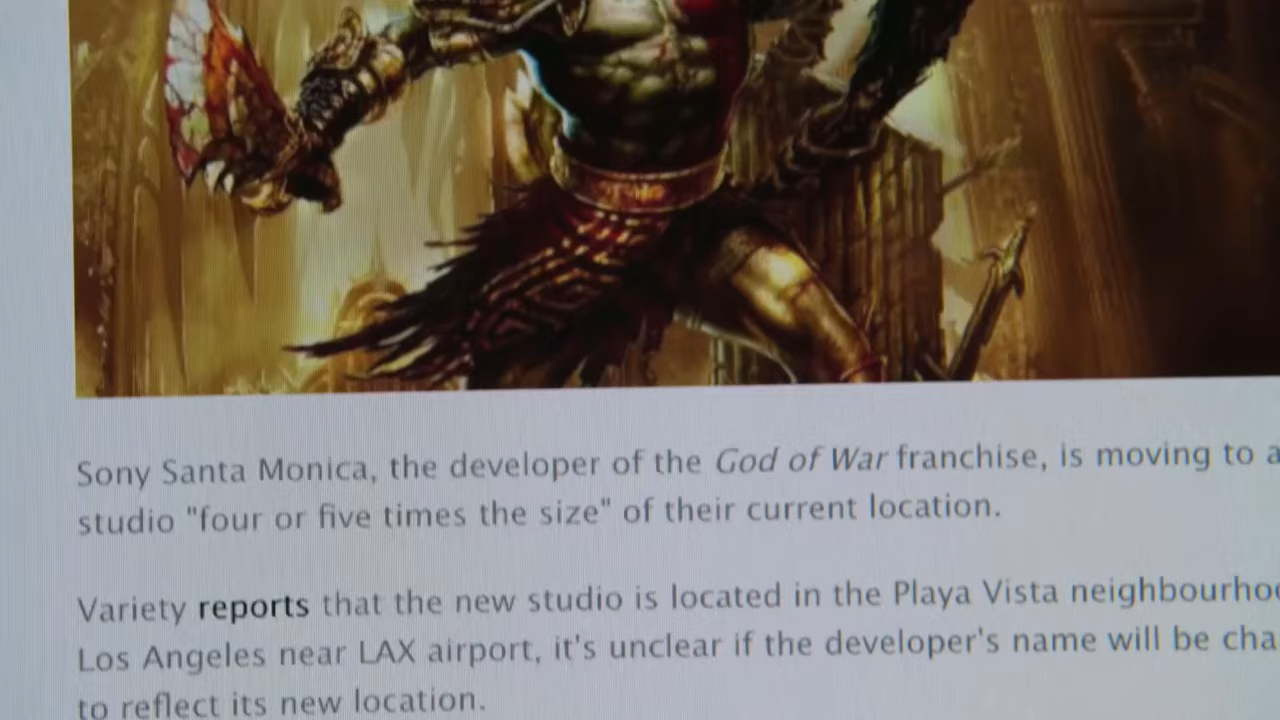 Sony Santa Monica, the developer of the God of War franchise, is moving to a
studio "four or five times the size" of their current location.
Variety reports that the new studio is located in the Playa Vista neighbourhoo
Los Angeles near LAX airport, it's unclear if the developer's name will be cha
to reflect its new location.